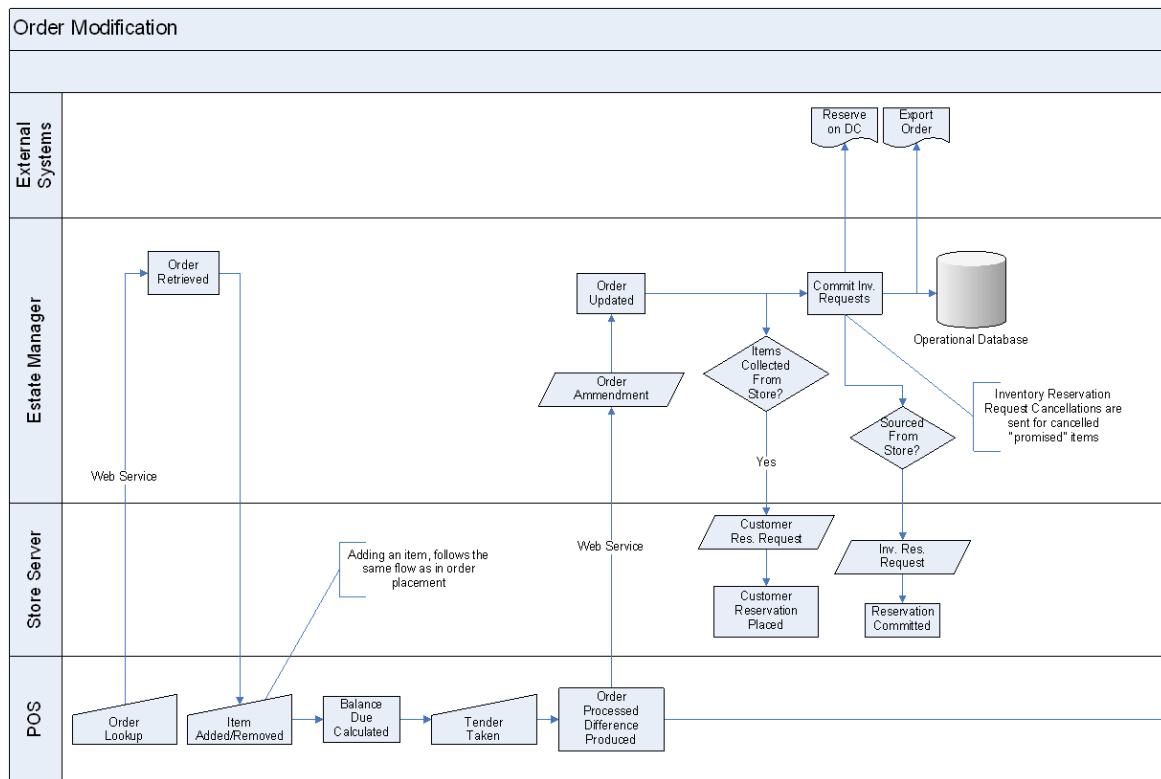 Order Modification
External
Systems
Reserve
on DC
Export
Order
Estate Manager
Order
Retrieved
Order
Updated
Commit Inv.
Requests
Operational Database
Items
Collected
From
Store?
Order
Ammendment
Inventory Reservation
Request Cancellations are
sent for cancelled
"promised" items
Sourced
From
Store?
Yes
Web Service
Store Server
Customer
Res. Request
Web Service
Adding an item, follows the
same flow as in order
placement
Inv. Res.
Request
Customer
Reservation
Placed
Reservation
Committed
POS
Order
Lookup
Item
Added/Removed
Balance
Due
Calculated
Tender
Taken
Order
Processed
Difference
Produced